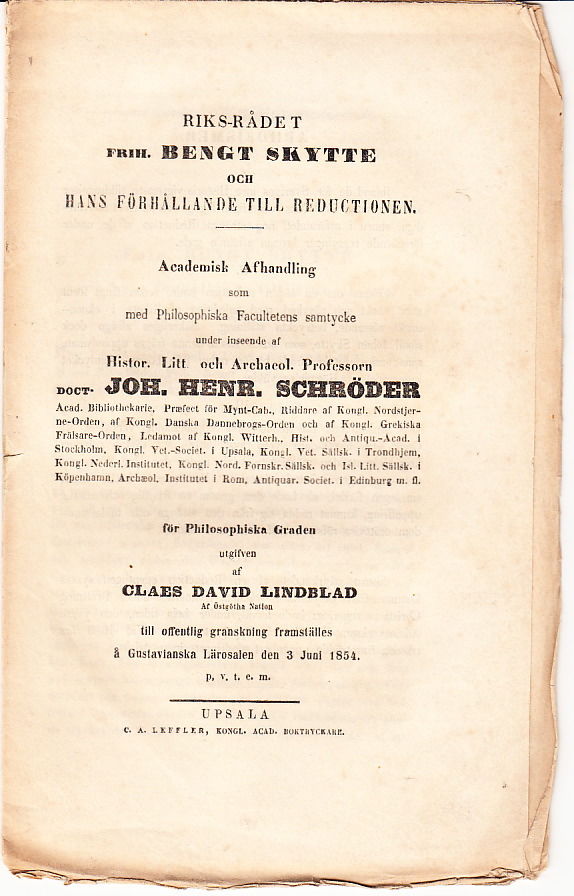 RIKS-RÅDET
FRIH. BENGT SKYTTE
OCH
HANS FÖRHÅLLANDE TILL REDUCTIONEN.
Academisk Afhandling
som
med Philosophiska Facultetens samtycke
under inseende af
Histor. Litt. och Archaeol. Professorn
DOCT. JOH. HENR. SCHRÖDER
Acad. Bibliothekarie, Præfect för Mynt-Cab., Riddare af Kongl. Nordstjer-
ne-Orden, af Kongl. Danska Dannebrogs-Orden och af Kongl. Grekiska
Frälsare-Orden, Ledamot af Kongl. Witterh., Hist. och Antiqu.-Acad. i
Stockholm, Kongl. Vet.-Societ. i Upsala, Kongl. Vet. Sällsk. i Trondhjem,
Kongl. Nederl. Institutet, Kongl. Nord. Fornskr. Sällsk. och Isl. Litt. Sällsk. i
Köpenhamn, Archæol. Institutet i Rom, Antiquar. Societ. i Edinburg m. fl.
för Philosophiska Graden
utgifven
af
CLAES DAVID LINDBLAD
Af Östgötha Nation
till offentlig granskning framställes
å Gustavianska Lärosalen den 3 Juni 1854.
p. v. t. e. m.
UPSALA
C. A. LEFFLER, KONGL. ACAD. BOKTRYCKARE.